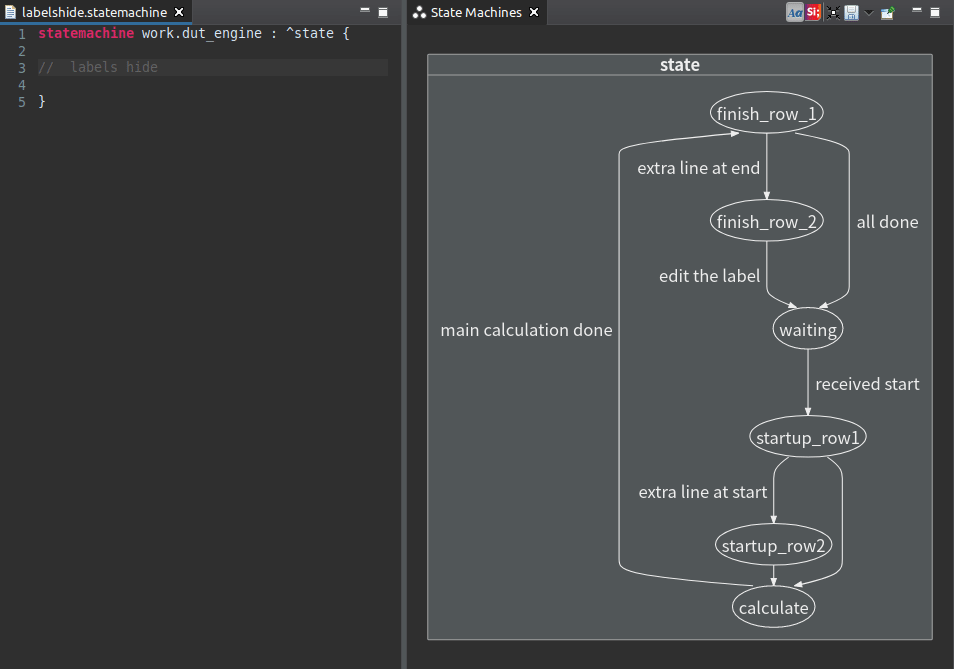 labelshide.statemachine
State Machines
Aa
Si;
1 statemachine work.dut_engine : ^state {
2
3 //  labels hide
4
5 }
state
finish_row_1
extra line at end
finish_row_2
all done
edit the label
waiting
main calculation done
received start
startup_row1
extra line at start
startup_row2
calculate